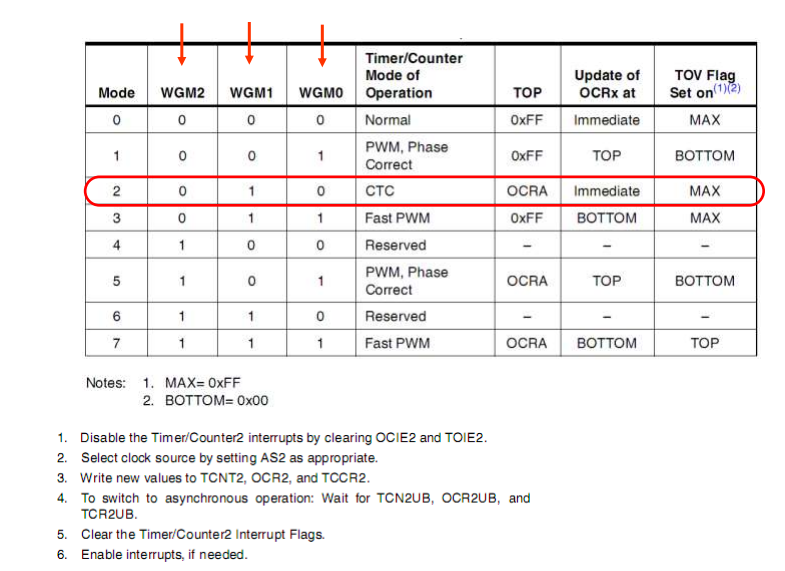 Mode WGM2 WGM1 WGM0 Timer/Counter Mode of Operation TOP Update of OCRx at TOV Flag Set on(1)(2)
0 0 0 0 Normal 0xFF Immediate MAX
1 0 0 1 PWM, Phase Correct 0xFF TOP BOTTOM
2 0 1 0 CTC OCRA Immediate MAX
3 0 1 1 Fast PWM 0xFF BOTTOM MAX
4 1 0 0 Reserved – – –
5 1 0 1 PWM, Phase Correct OCRA TOP BOTTOM
6 1 1 0 Reserved – – –
7 1 1 1 Fast PWM OCRA BOTTOM TOP
Notes: 1. MAX= 0xFF
2. BOTTOM= 0x00
1. Disable the Timer/Counter2 interrupts by clearing OCIE2 and TOIE2.
2. Select clock source by setting AS2 as appropriate.
3. Write new values to TCNT2, OCR2, and TCCR2.
4. To switch to asynchronous operation: Wait for TCN2UB, OCR2UB, and
TCR2UB.
5. Clear the Timer/Counter2 Interrupt Flags.
6. Enable interrupts, if needed.